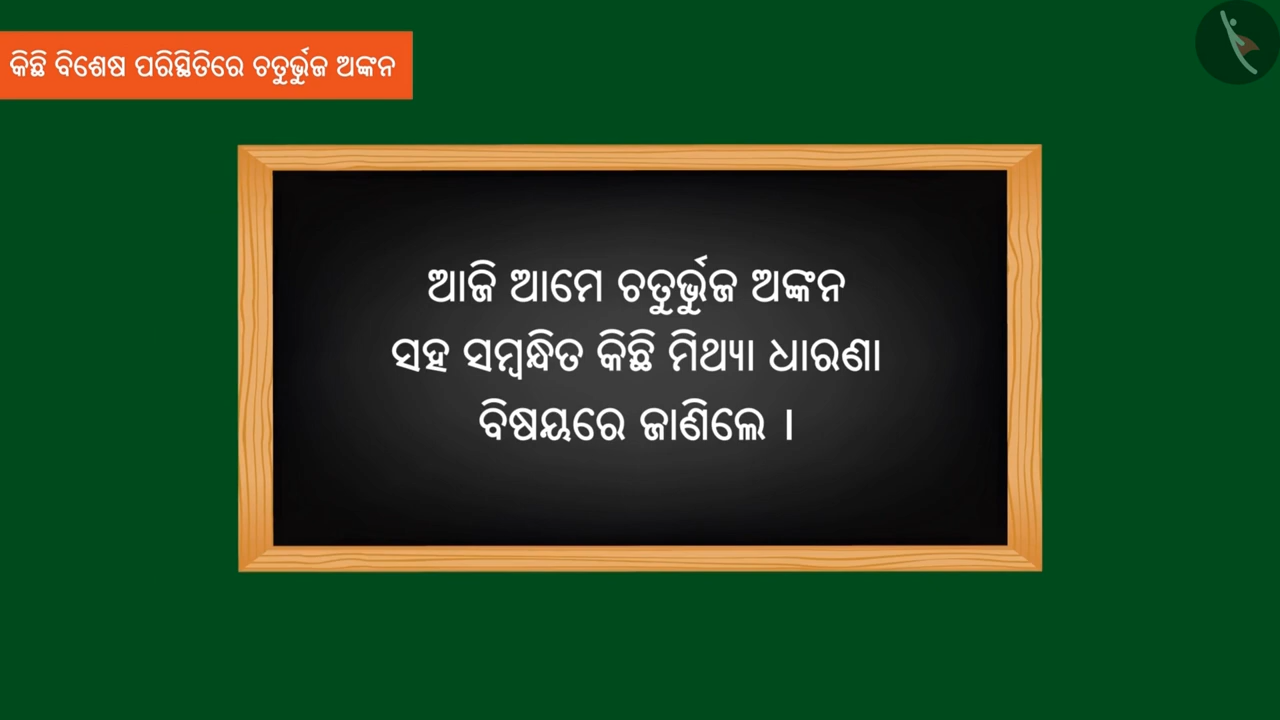 କିଛି ବିଶେଷ ପରିସ୍ଥିତିରେ ଚତୁର୍ଭୁଜ ଅଙ୍କନ
ଆଜି ଆମେ ଚତୁର୍ଭୁଜ ଅଙ୍କନ
ସହ ସମ୍ବନ୍ଧିତ କିଛି ମିଥ୍ୟା ଧାରଣା
ବିଷୟରେ ଜାଣିଲେ ।